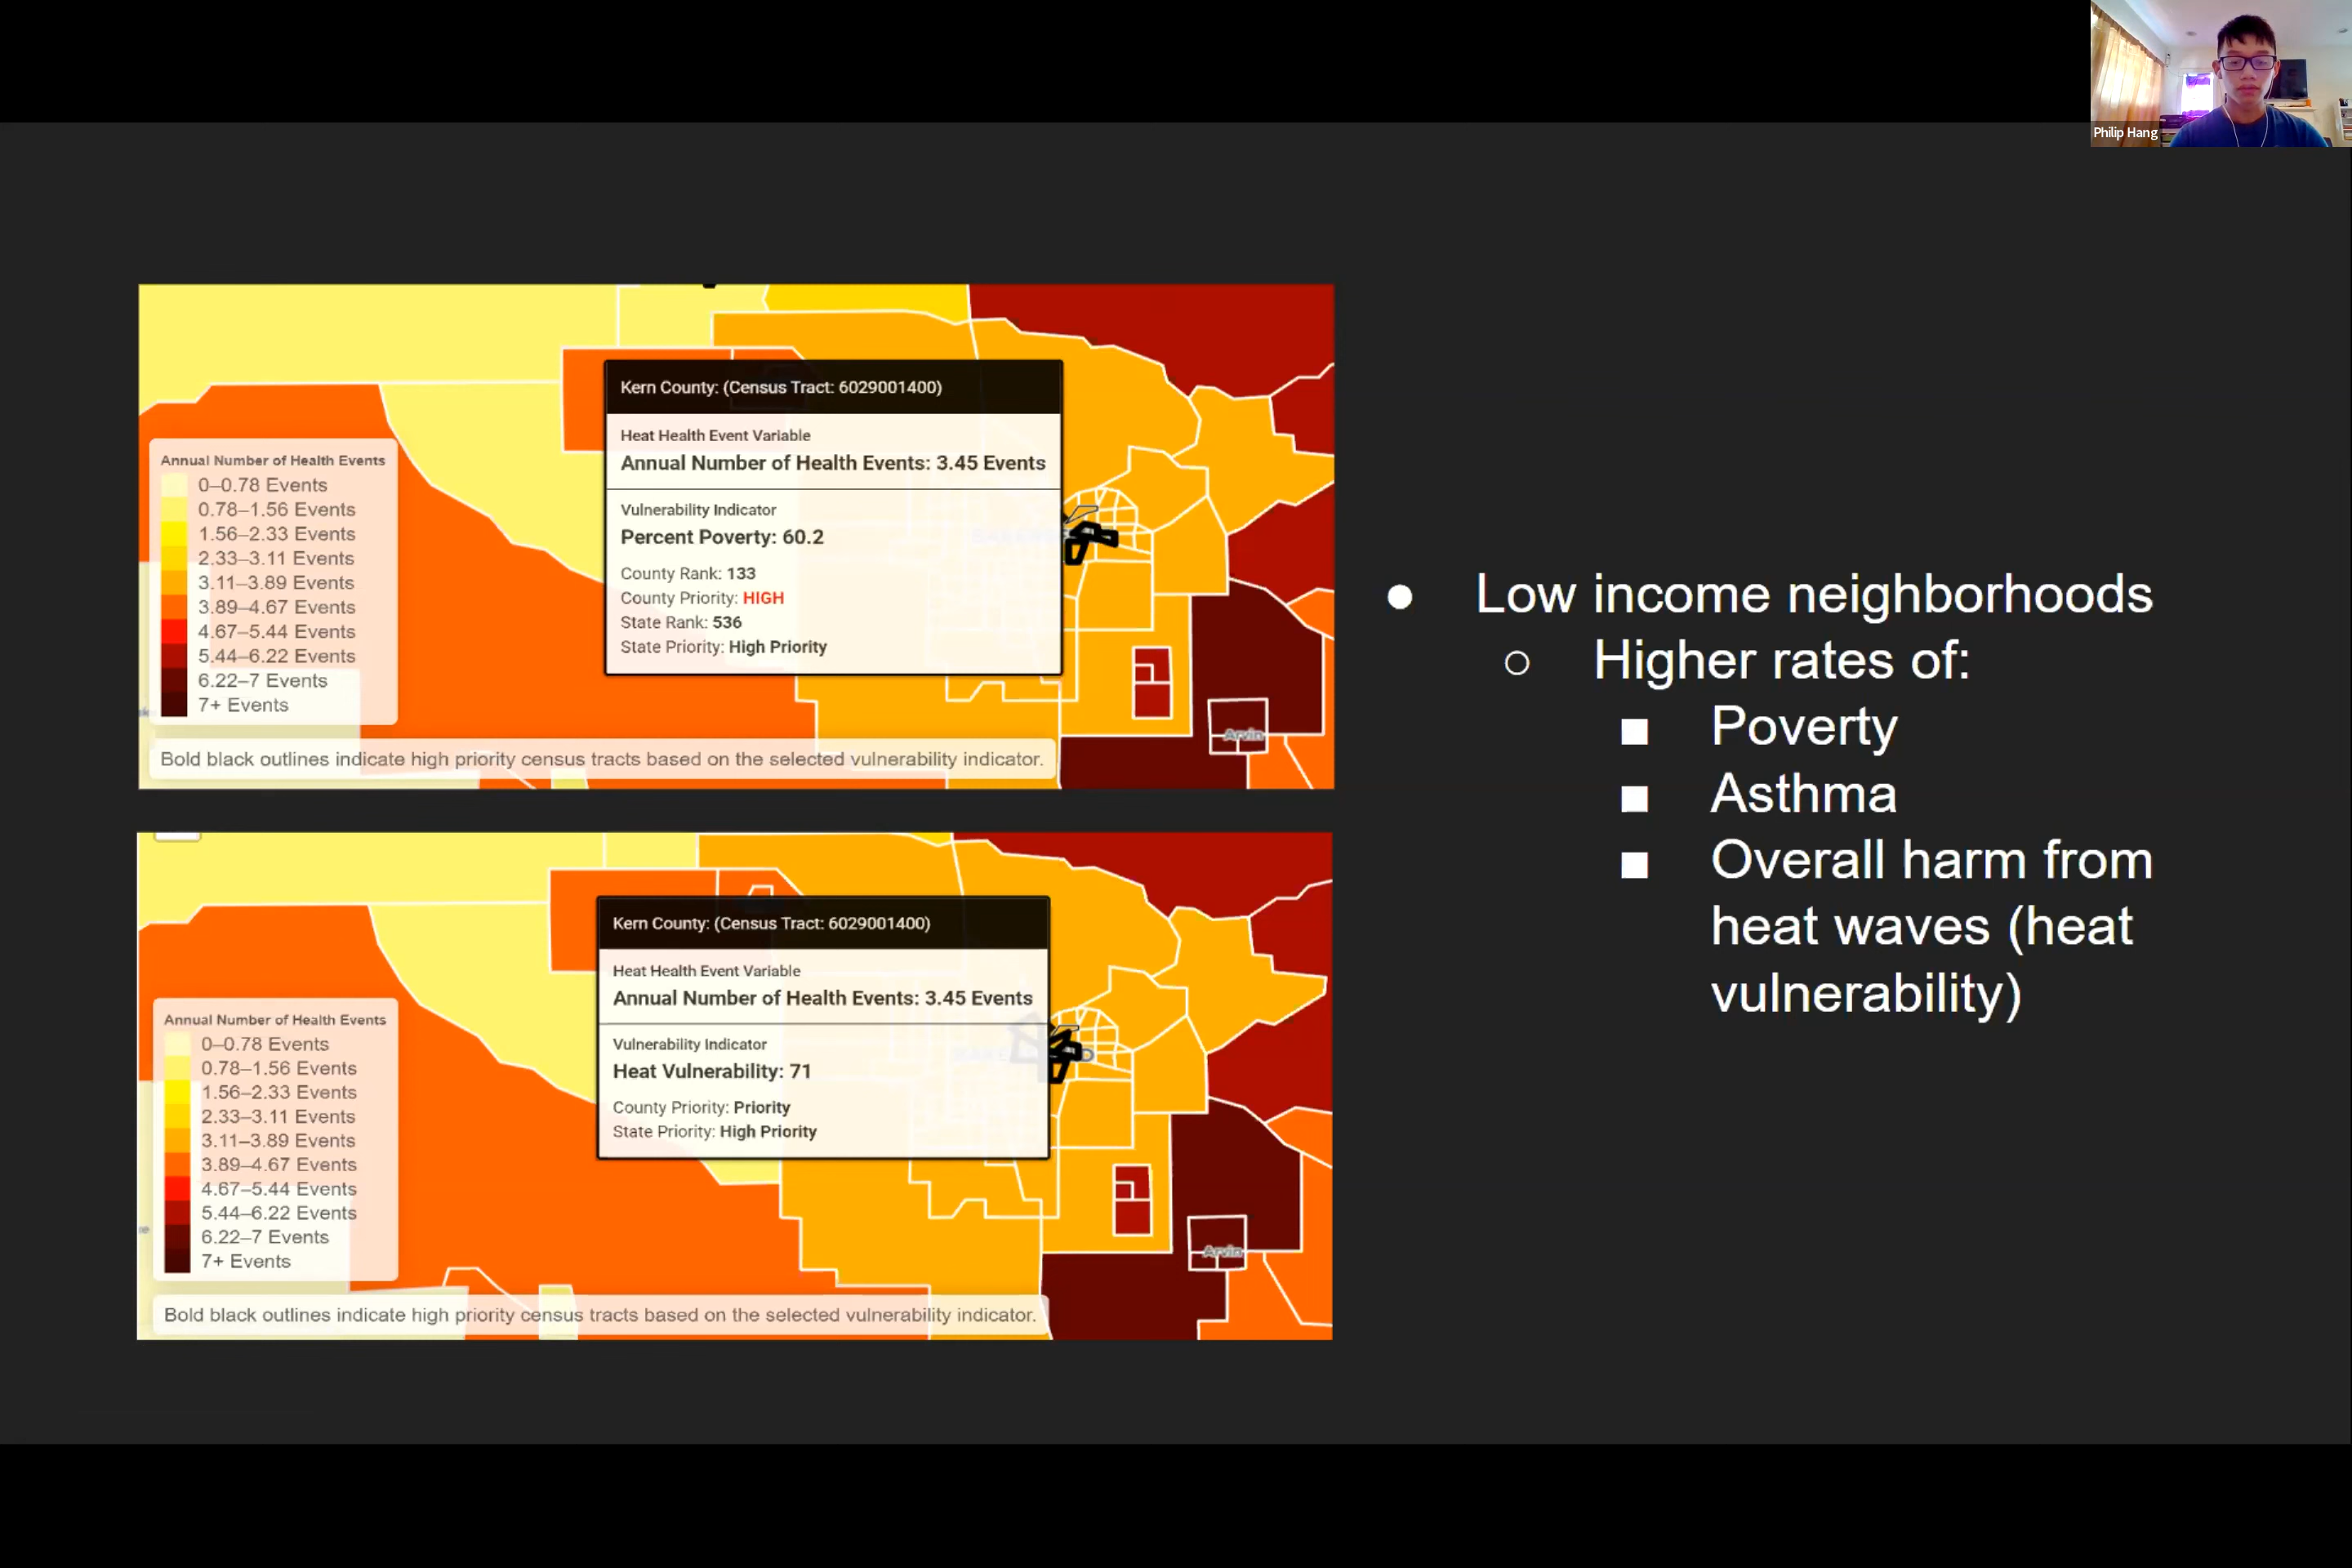 Philip Hang
Kern County: (Census Tract: 6029001400)
Heat Health Event Variable
Annual Number of Health Events: 3.45 Events
Vulnerability Indicator
Percent Poverty: 60.2
County Rank: 133
County Priority: HIGH
State Rank: 536
State Priority: High Priority
Annual Number of Health Events
0–0.78 Events
0.78–1.56 Events
1.56–2.33 Events
2.33–3.11 Events
3.11–3.89 Events
3.89–4.67 Events
4.67–5.44 Events
5.44–6.22 Events
6.22–7 Events
7+ Events
Arvin
Bold black outlines indicate high priority census tracts based on the selected vulnerability indicator.
Kern County: (Census Tract: 6029001400)
Heat Health Event Variable
Annual Number of Health Events: 3.45 Events
Vulnerability Indicator
Heat Vulnerability: 71
County Priority: Priority
State Priority: High Priority
Annual Number of Health Events
0–0.78 Events
0.78–1.56 Events
1.56–2.33 Events
2.33–3.11 Events
3.11–3.89 Events
3.89–4.67 Events
4.67–5.44 Events
5.44–6.22 Events
6.22–7 Events
7+ Events
Arvin
Bold black outlines indicate high priority census tracts based on the selected vulnerability indicator.
● Low income neighborhoods
○ Higher rates of:
■ Poverty
■ Asthma
■ Overall harm from
heat waves (heat
vulnerability)